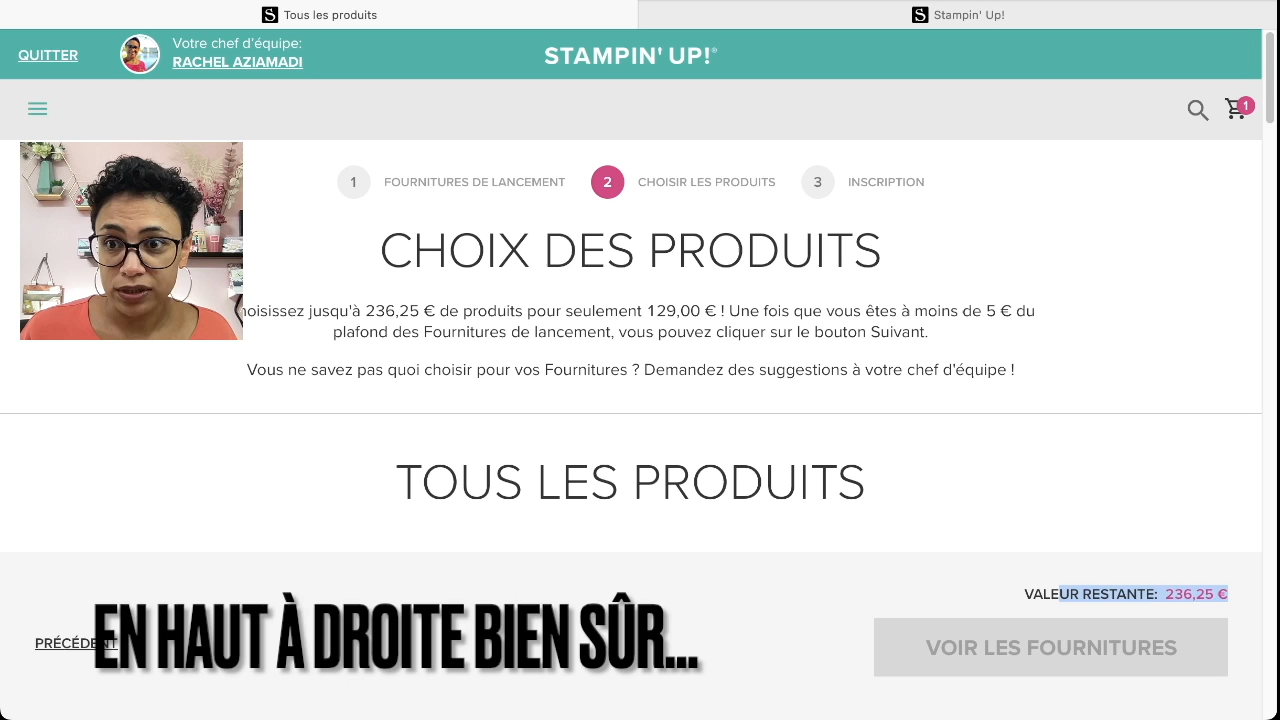 Tous les produits
Stampin' Up!
QUITTER
Votre chef d'équipe:
RACHEL AZIAMADI
STAMPIN' UP!®
1
1 FOURNITURES DE LANCEMENT
2 CHOISIR LES PRODUITS
3 INSCRIPTION
CHOIX DES PRODUITS
hoisissez jusqu'à 236,25 € de produits pour seulement 129,00 € ! Une fois que vous êtes à moins de 5 € du
plafond des Fournitures de lancement, vous pouvez cliquer sur le bouton Suivant.
Vous ne savez pas quoi choisir pour vos Fournitures ? Demandez des suggestions à votre chef d'équipe !
TOUS LES PRODUITS
VALEUR RESTANTE: 236,25 €
PRÉCÉDENT
EN HAUT À DROITE BIEN SÛR...
VOIR LES FOURNITURES